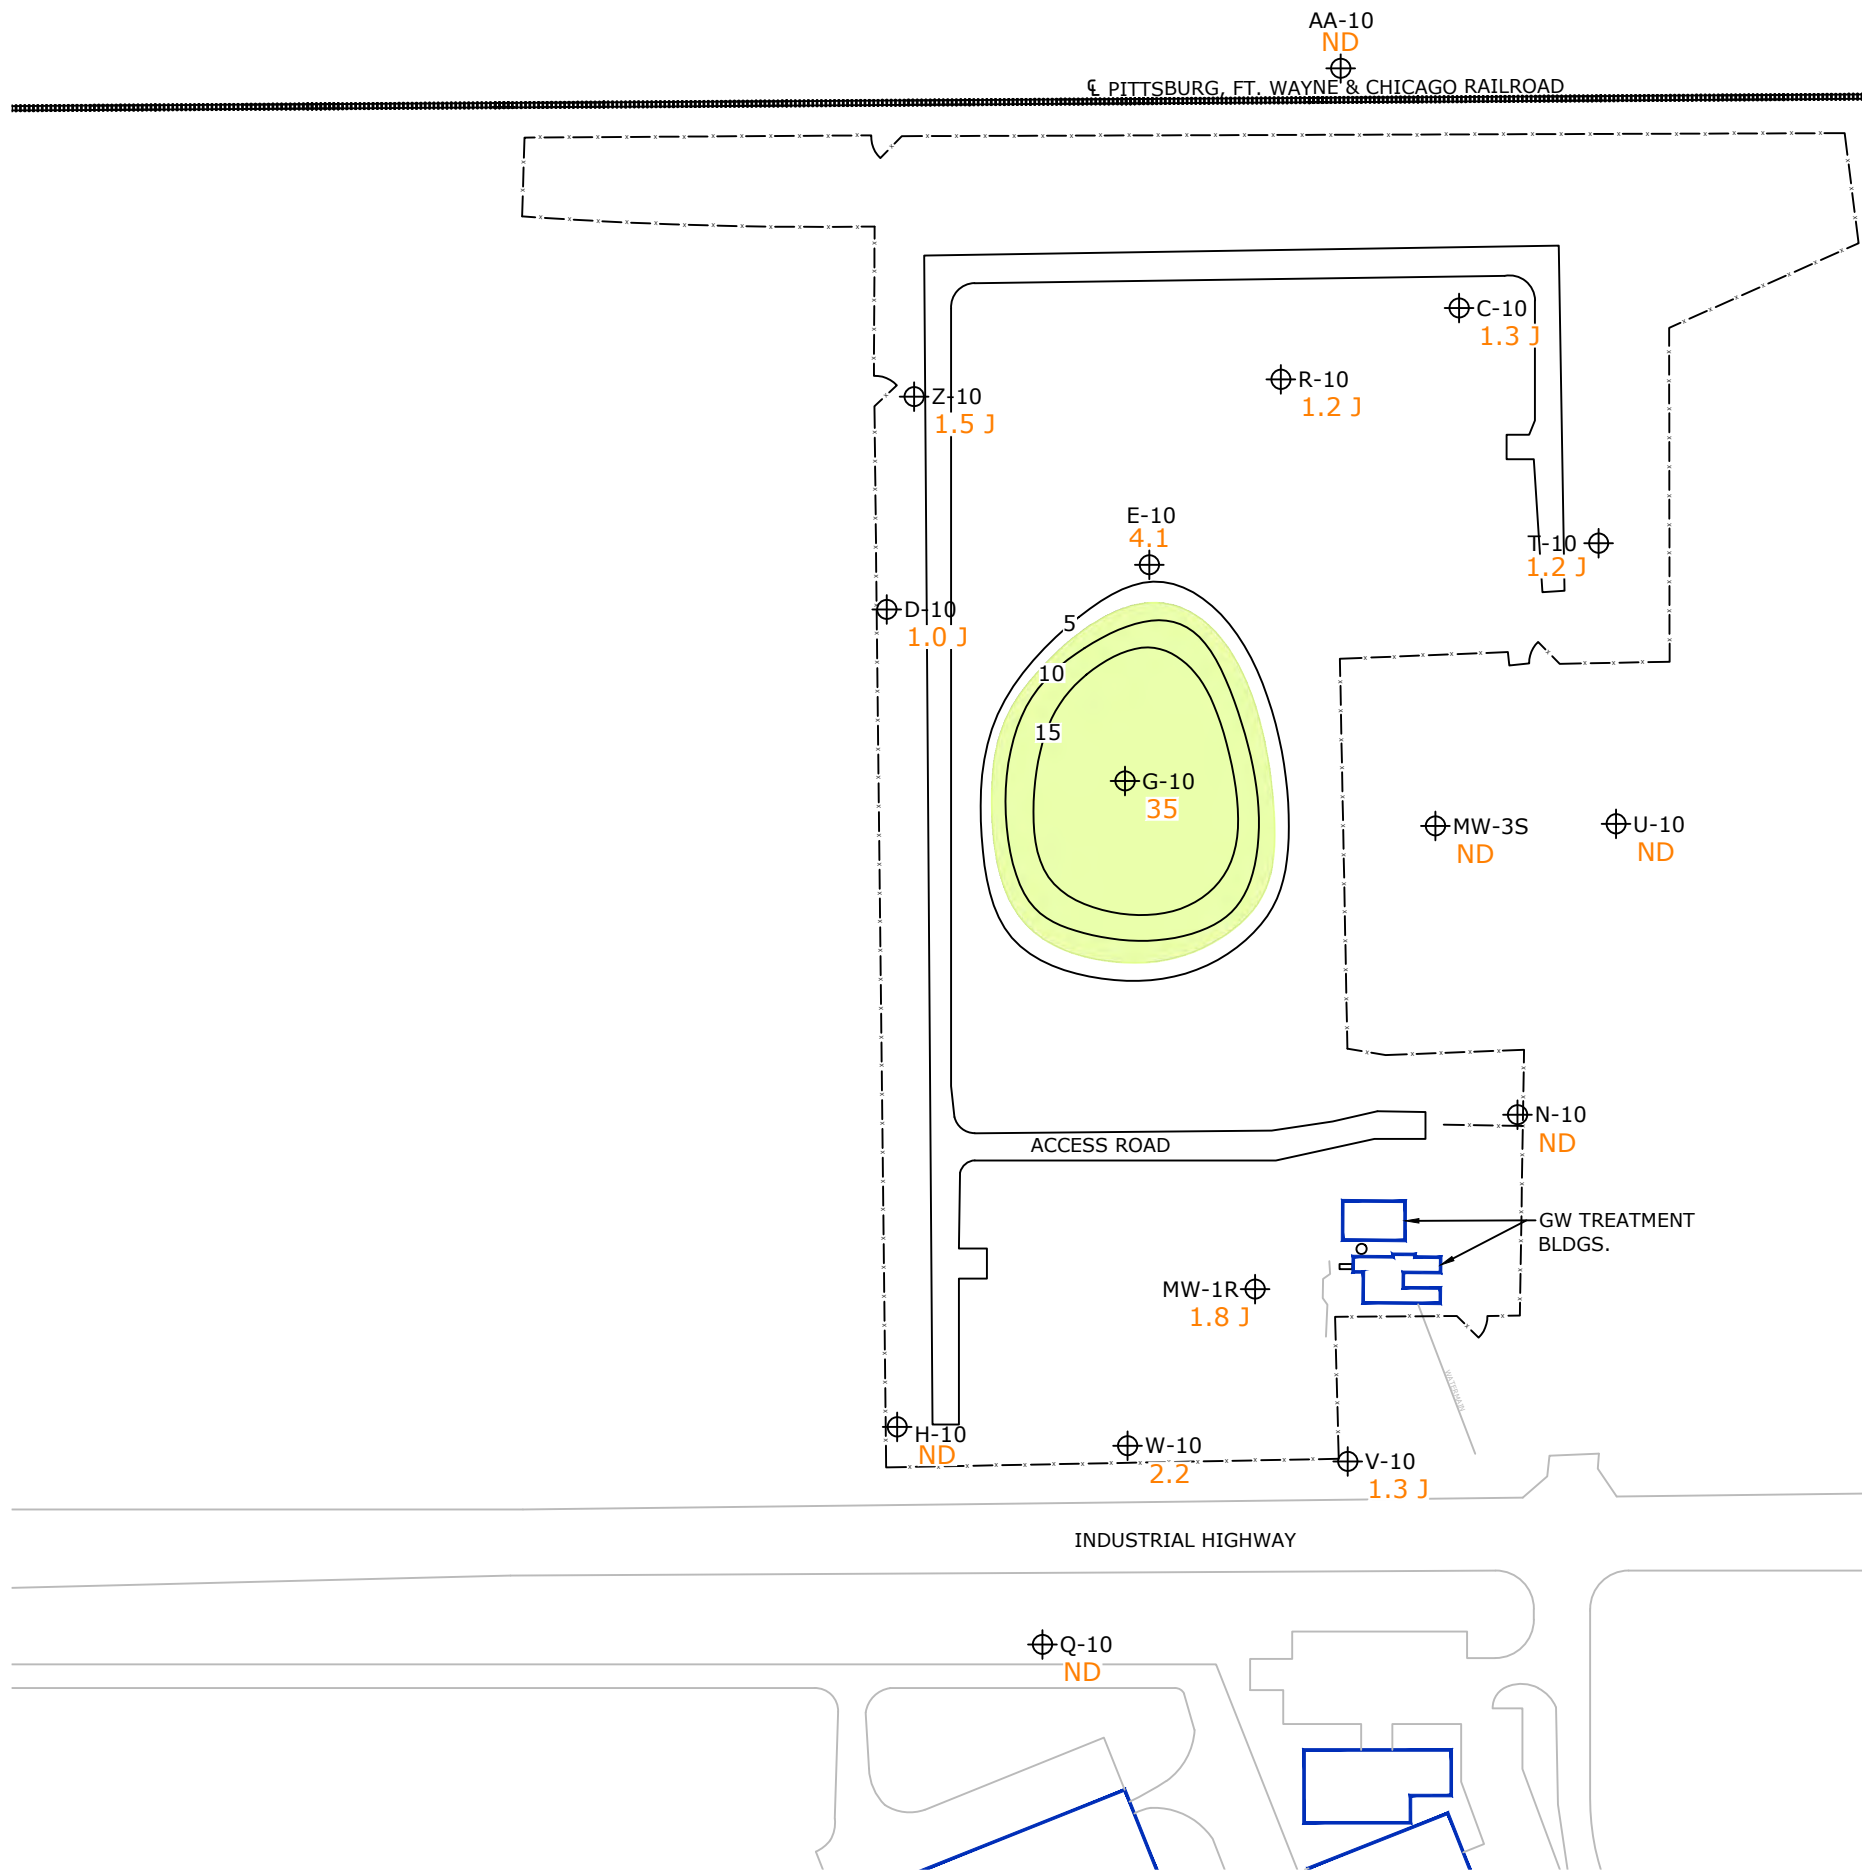 AA-10
ND
℄ PITTSBURG, FT. WAYNE & CHICAGO RAILROAD
C-10
1.3 J
R-10
1.2 J
Z-10
1.5 J
E-10
4.1
T-10
1.2 J
D-10
1.0 J
5
10
15
G-10
35
MW-3S
ND
U-10
ND
N-10
ND
ACCESS ROAD
GW TREATMENT
BLDGS.
MW-1R
1.8 J
WATERMAIN
H-10
ND
W-10
2.2
V-10
1.3 J
INDUSTRIAL HIGHWAY
Q-10
ND